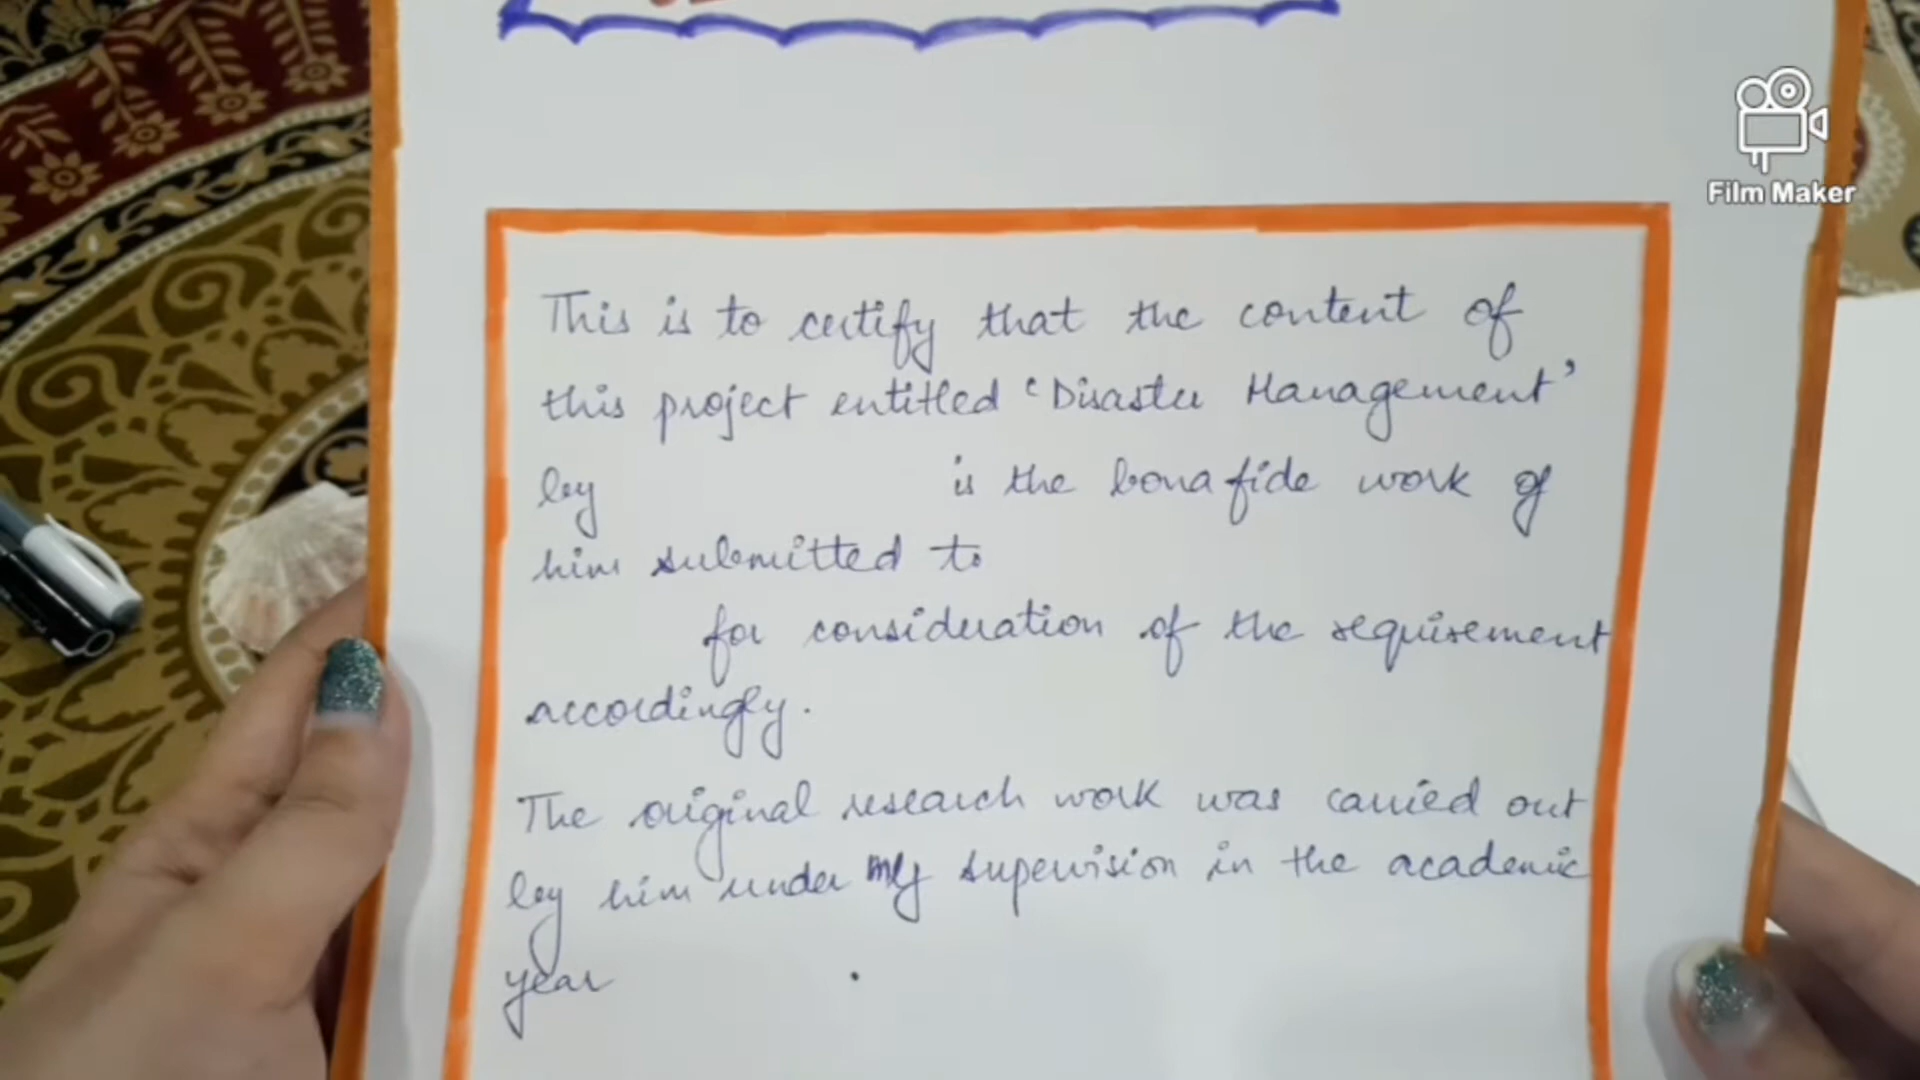 Film Maker
This is to certify that the content of
this project entitled 'Disaster Management'
by is the bonafide work of
him submitted to
for consideration of the requirement
accordingly.
The original research work was carried out
by him under my supervision in the academic
year .